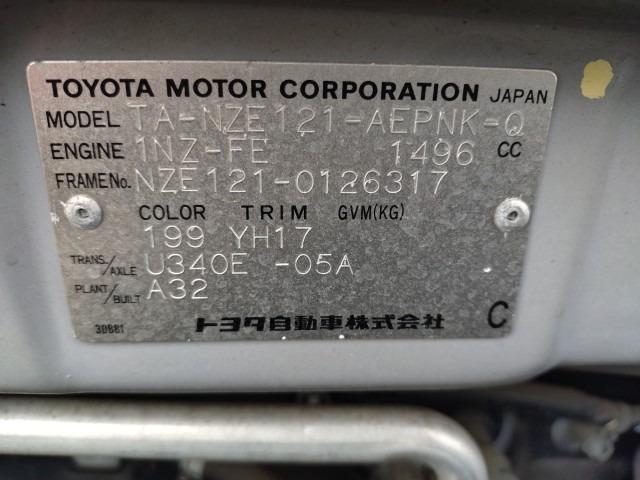 TOYOTA MOTOR CORPORATION JAPAN
MODEL TA-NZE121-AEPNK-Q
ENGINE 1NZ-FE 1496 CC
FRAME No. NZE121-0126317
COLOR TRIM GVM(KG)
199 YH17
TRANS./AXLE U340E -05A
PLANT/BUILT A32
30881 トヨタ自動車株式会社 C